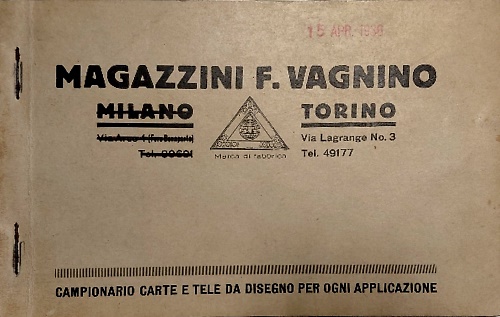 15 APR. 1930
MAGAZZINI F. VAGNINO
MILANO
TORINO
Via Lagrange No. 3
Tel. 49177
Marca di fabbrica
CAMPIONARIO CARTE E TELE DA DISEGNO PER OGNI APPLICAZIONE